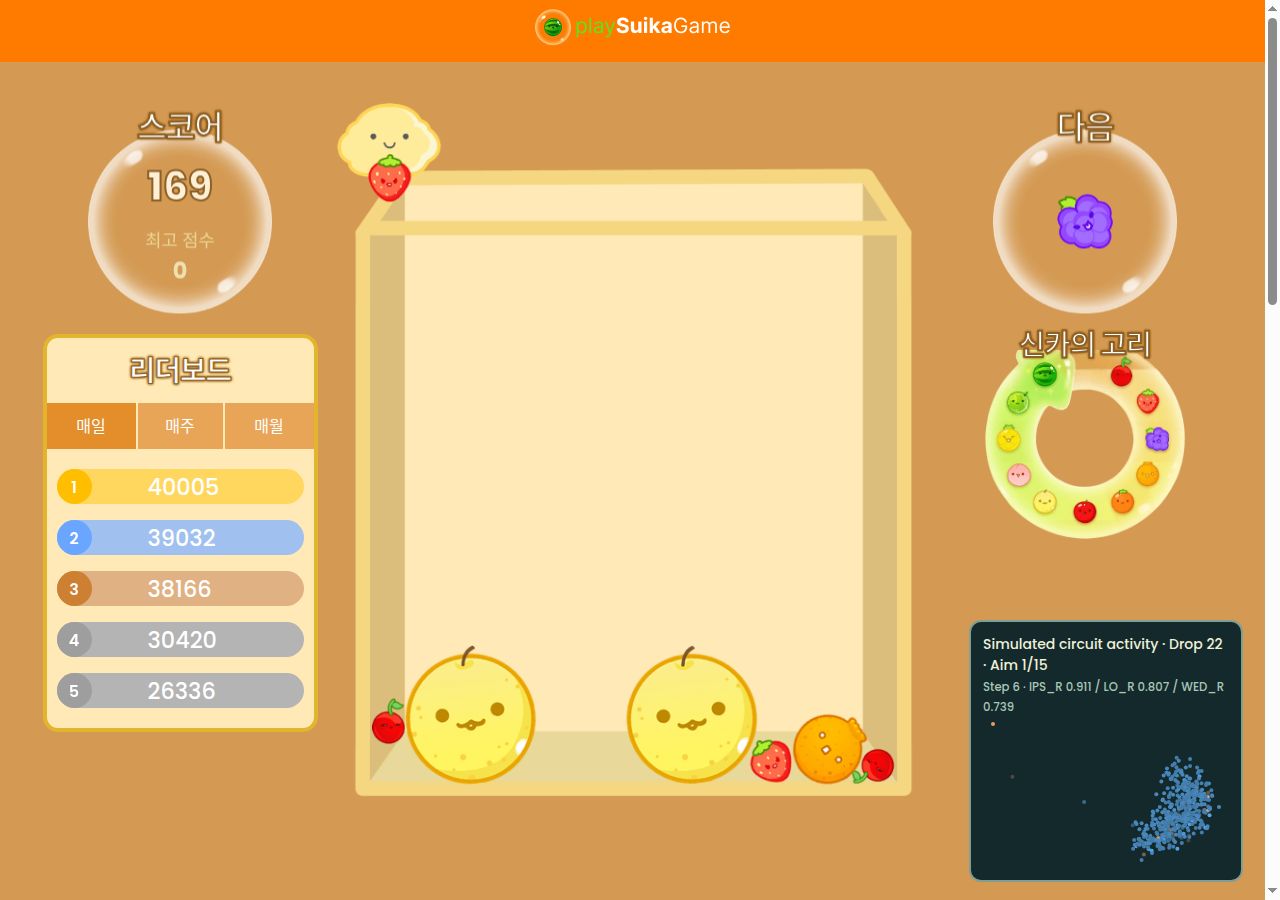 playSuikaGame
스코어
169
최고 점수
0
다음
리더보드
매일 매주 매월
1 40005
2 39032
3 38166
4 30420
5 26336
신카의 고리
Simulated circuit activity · Drop 22
· Aim 1/15
Step 6 · IPS_R 0.911 / LO_R 0.807 / WED_R
0.739